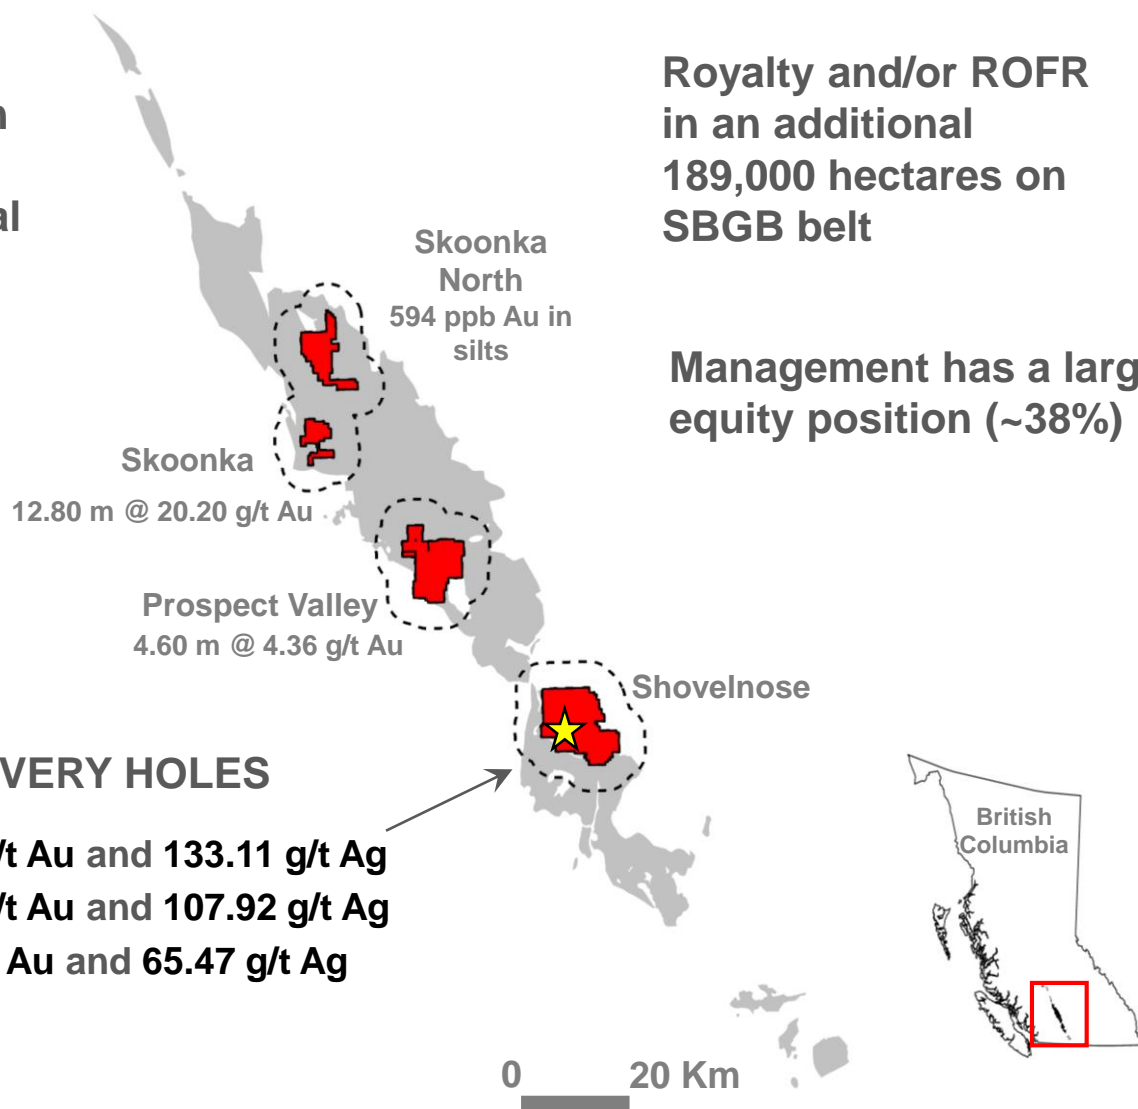 Royalty and/or ROFR
in an additional
189,000 hectares on
SBGB belt
Skoonka
North
594 ppb Au in
silts
Management has a larg
equity position (~38%)
Skoonka
12.80 m @ 20.20 g/t Au
Prospect Valley
4.60 m @ 4.36 g/t Au
Shovelnose
VERY HOLES
/t Au and 133.11 g/t Ag
/t Au and 107.92 g/t Ag
Au and 65.47 g/t Ag
British
Columbia
0 20 Km